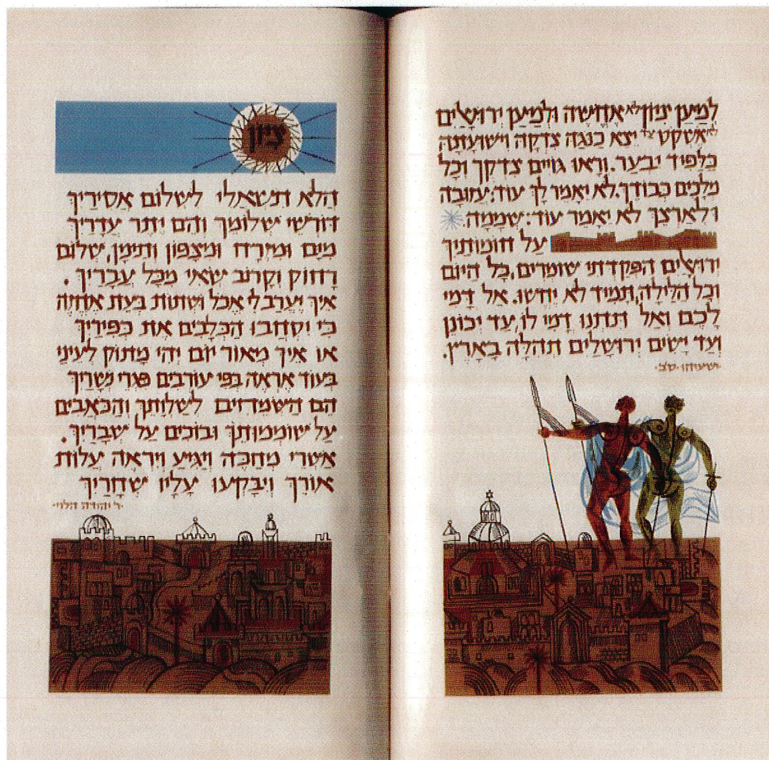 למען ציון לא אחשה ולמען ירושלים
לא אשקט עד יצא כנגה צדקה וישועתה
כלפיד יבער. וראו גויים צדקך וכל
מלכים כבודך. לא יאמר לך עוד: עזובה
ולארצך לא יאמר עוד: שממה.
על חומותיך
ירושלים הפקדתי שומרים, כל היום
וכל הלילה, תמיד לא יחשו. אל דמי
לכם ואל תתנו דמי לו, עד יכונן
ועד ישים ירושלים תהלה בארץ.
ישעיהו ס"ב
ציון
הלא תשאלי לשלום אסיריך
דורשי שלומך והם יתר עדריך
מים ומזרח ומצפון ותימן, שלום
רחוק וקרוב שאי מכל עבריך.
איך יערב לי אכל ושתות בעת אחזה
כי יסחבו הכלבים את כפיריך
או איך מאור יום יהי מתוק לעיני
בעוד אראה בפי עורבים פגרי נשריך
הם השמחים לשלותך והכאבים
על שוממותך ובוכים על שבריך.
אשרי מחכה ויגיע ויראה עלות
אורך ויבקעו עליו שחריך
ר' יהודה הלוי